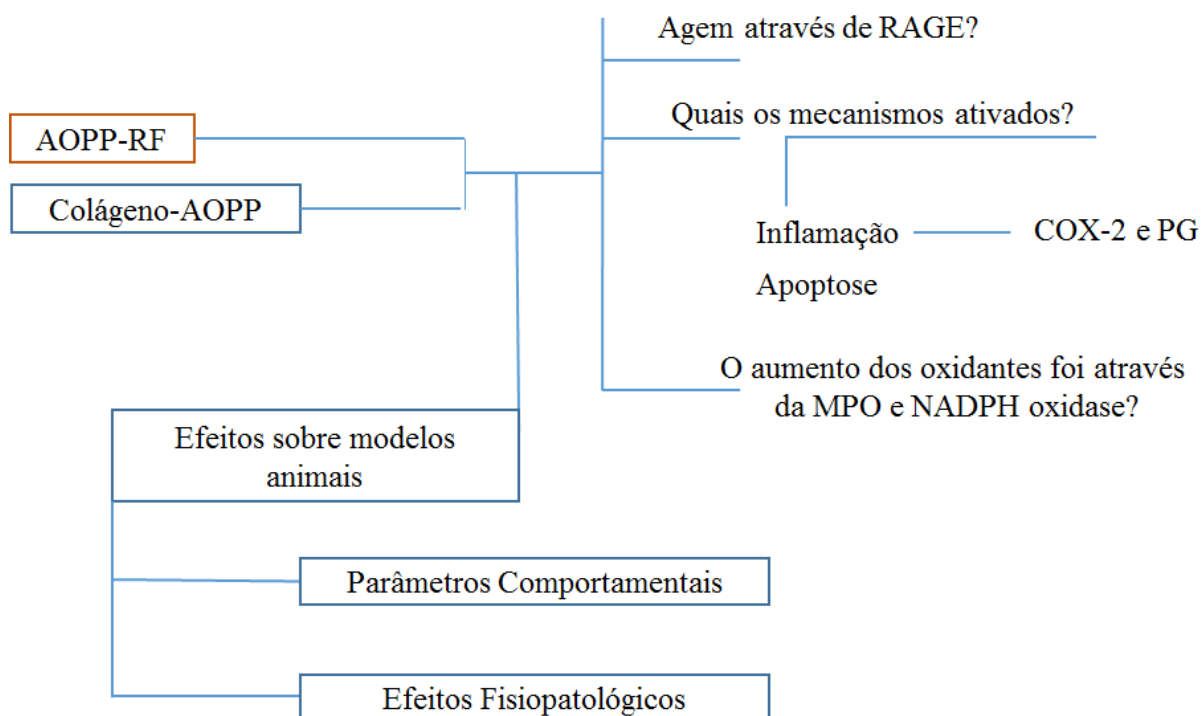 Agem através de RAGE?
AOPP-RF
Quais os mecanismos ativados?
Colágeno-AOPP
Inflamação
COX-2 e PG
Apoptose
O aumento dos oxidantes foi através
da MPO e NADPH oxidase?
Efeitos sobre modelos
animais
Parâmetros Comportamentais
Efeitos Fisiopatológicos